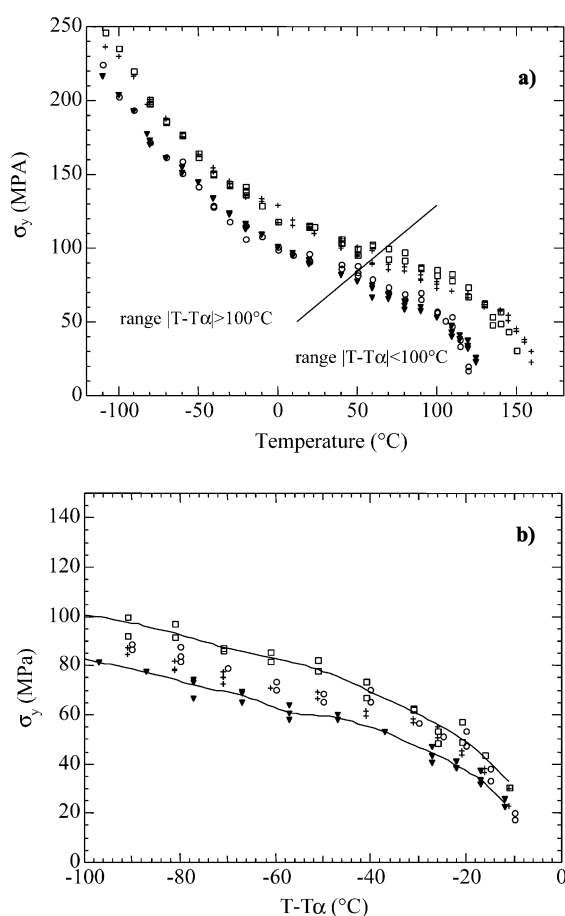 250
200
150
100
50
0
σy (MPA)
a)
range |T-Tα|>100°C
range |T-Tα|<100°C
-100 -50 0 50 100 150
Temperature (°C)
140
120
100
80
60
40
20
0
σy (MPa)
b)
-100 -80 -60 -40 -20 0
T-Tα (°C)